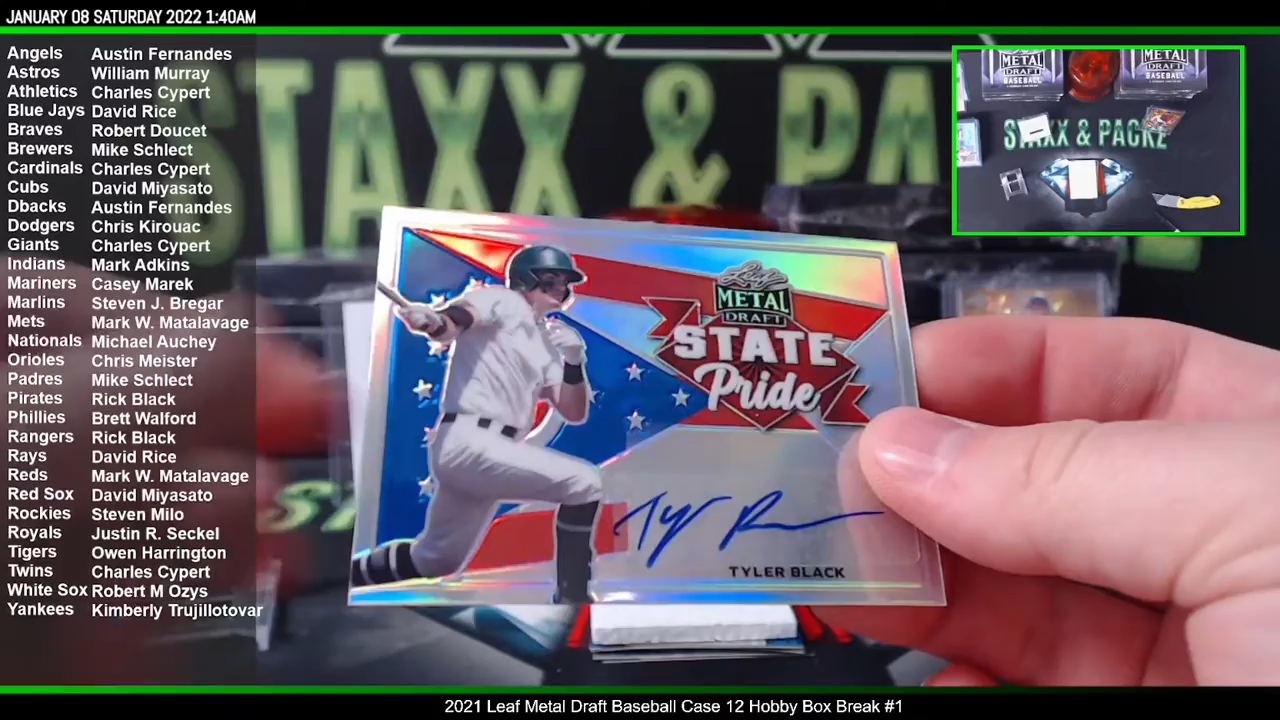 JANUARY 08 SATURDAY 2022 1:40AM
Angels Austin Fernandes
Astros William Murray
Athletics Charles Cypert
Blue Jays David Rice
Braves Robert Doucet
Brewers Mike Schlect
Cardinals Charles Cypert
Cubs David Miyasato
Dbacks Austin Fernandes
Dodgers Chris Kirouac
Giants Charles Cypert
Indians Mark Adkins
Mariners Casey Marek
Marlins Steven J. Bregar
Mets Mark W. Matalavage
Nationals Michael Auchey
Orioles Chris Meister
Padres Mike Schlect
Pirates Rick Black
Phillies Brett Walford
Rangers Rick Black
Rays David Rice
Reds Mark W. Matalavage
Red Sox David Miyasato
Rockies Steven Milo
Royals Justin R. Seckel
Tigers Owen Harrington
Twins Charles Cypert
White Sox Robert M Ozys
Yankees Kimberly Trujillotovar
STAXX & PA
Leaf
METAL
DRAFT
STATE
Pride
TYLER BLACK
METAL
DRAFT
BASEBALL
METAL
DRAFT
BASEBALL
STAXX & PACKZ
2021 Leaf Metal Draft Baseball Case 12 Hobby Box Break #1